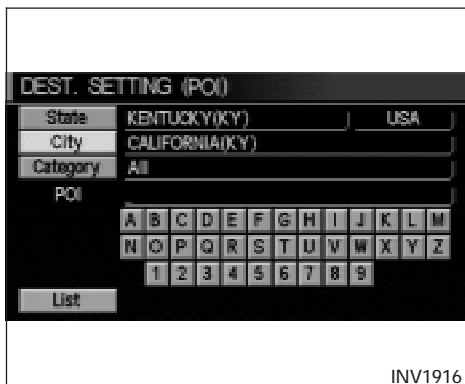 DEST. SETTING (POI)
State KENTUCKY(KY) USA
City CALIFORNIA(KY)
Category All
POI
A B C D E F G H I J K L M
N O P Q R S T U V W X Y Z
1 2 3 4 5 6 7 8 9
List
INV1916